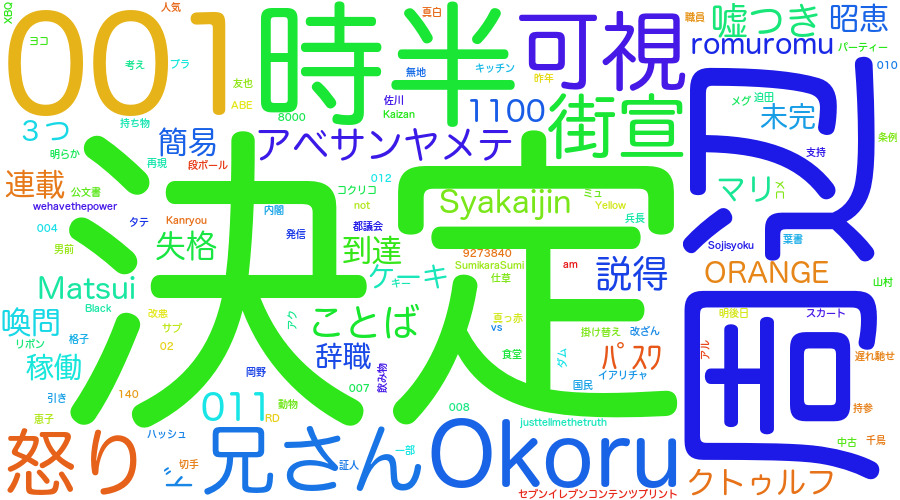 XBQ
001
人気
時半
真白
可視
職員
嘘つき
昭恵
ヨコ
考え
プラ
無地
キッチン
昨年
romuromu
パーティー
友也
佐川
010
ABE
Kaizan
1100
街宣
メグ
迫田
8000
3つ
持ち物
簡易
アベサンヤメテ
未完
条例
明らか
再現
段ボール
支持
連載
公文書
012
コクリコ
マリ
wehavethepower
タテ
Kanryou
内閣
not
Syakaijin
ミュ
Yellow
兵長
004
決定
発信
都議会
葉書
男前
失格
到達
9273840
Sojisyoku
SumikaraSumi
am
説得
ORANGE
Matsui
ケーキ
ギー
仕草
山村
Black
改悪
喚問
サブ
アク
ことば
真っ赤
vs
掛け替え
改ざん
明後日
スカート
リボン
格子
02
辞職
食堂
ダム
パスワ
アル
遅れ馳せ
稼働
岡野
飲み物
イアリチャ
国民
引き
140
011
007
008
持参
恵子
動物
RD
justtellmethetruth
怒り
ハッシュ
兄さん
Okoru
一部
証人
切手
中古
千鳥
クトゥルフ
セブンイレブンコンテンツプリント